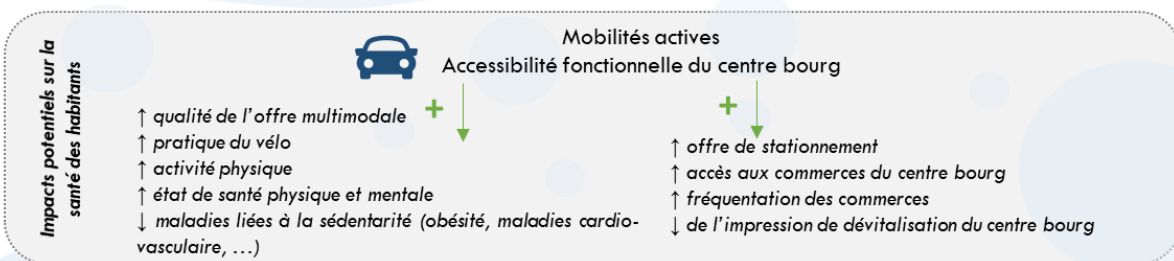 Impacts potentiels sur la
santé des habitants
Mobilités actives
Accessibilité fonctionnelle du centre bourg
+
↑ qualité de l'offre multimodale
↑ pratique du vélo
↑ activité physique
↑ état de santé physique et mentale
↓ maladies liées à la sédentarité (obésité, maladies cardio-
vasculaire, …)
+
↑ offre de stationnement
↑ accès aux commerces du centre bourg
↑ fréquentation des commerces
↓ de l'impression de dévitalisation du centre bourg